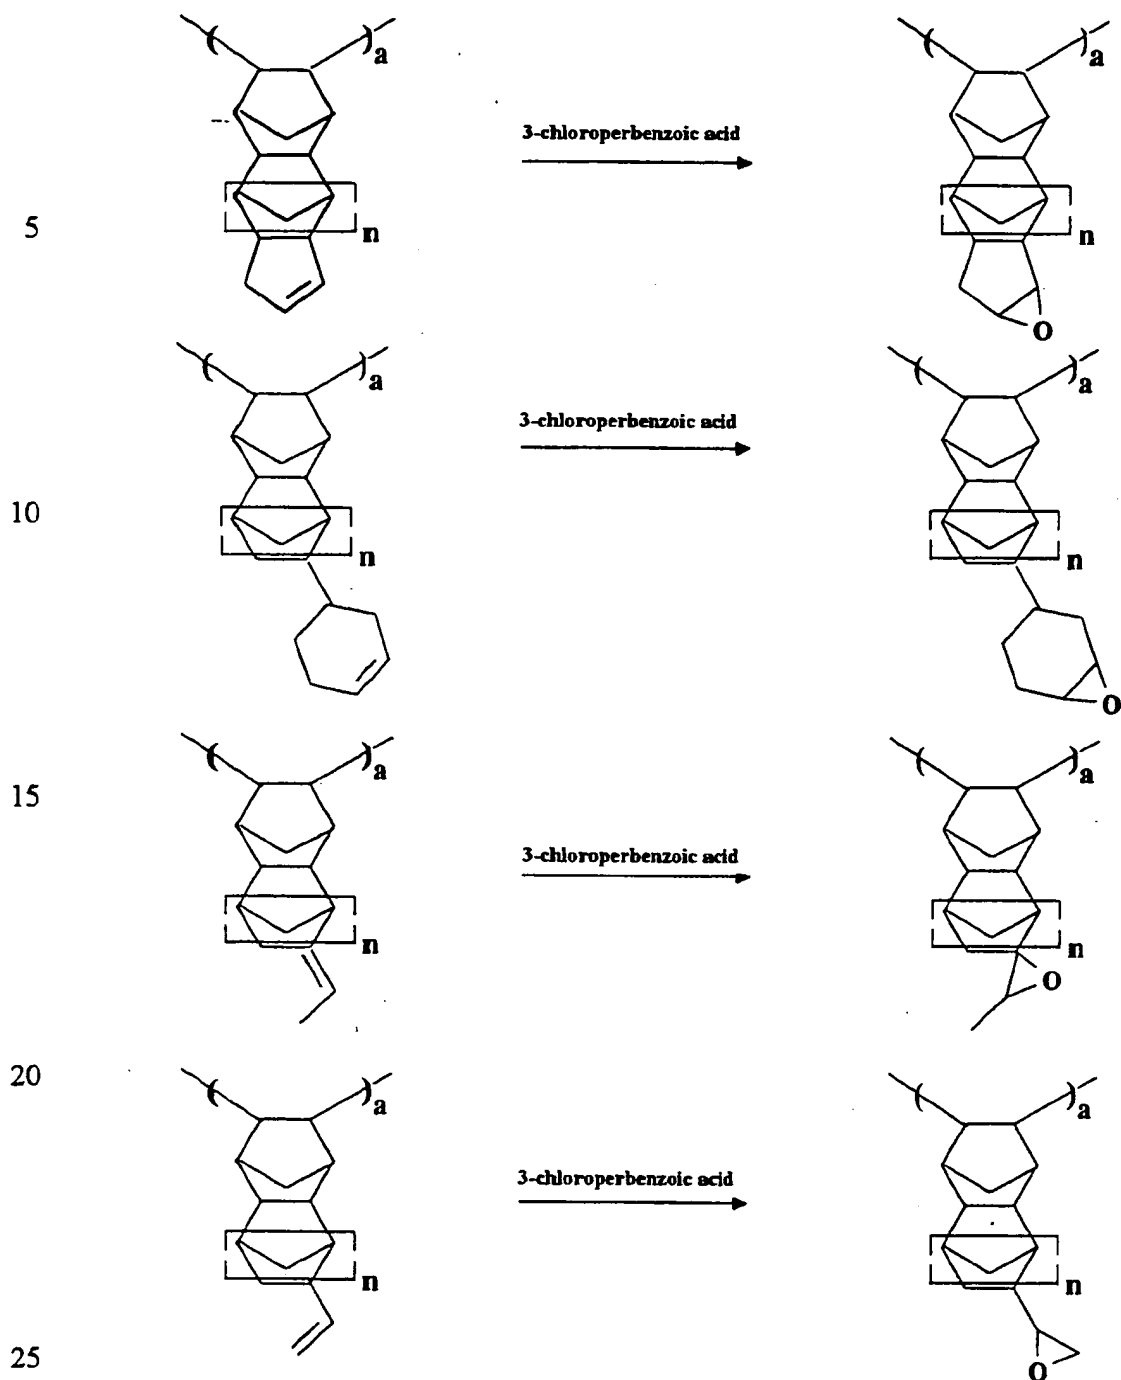 ( ) a ( ) a
3-chloroperbenzoic acid
5
n n
O
( ) a ( ) a
3-chloroperbenzoic acid
10
n n
O
( ) a ( ) a
15
3-chloroperbenzoic acid
n n
O
20
( ) a ( ) a
3-chloroperbenzoic acid
n n
25
O